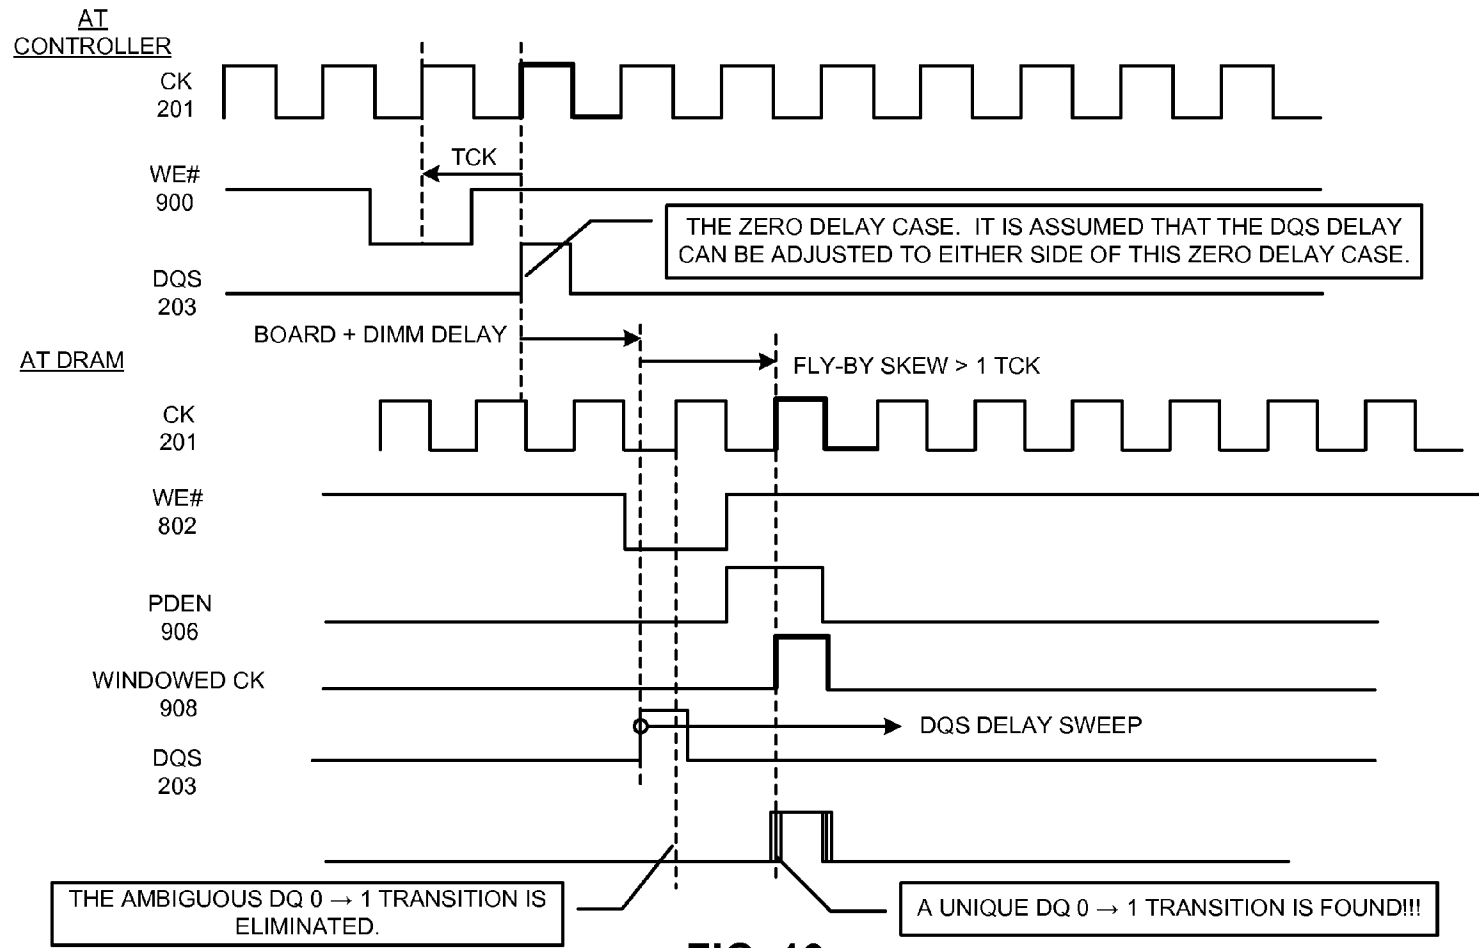 AT
CONTROLLER
CK
201
TCK
WE#
900
THE ZERO DELAY CASE. IT IS ASSUMED THAT THE DQS DELAY
CAN BE ADJUSTED TO EITHER SIDE OF THIS ZERO DELAY CASE.
DQS
203
BOARD + DIMM DELAY
AT DRAM
FLY-BY SKEW > 1 TCK
CK
201
WE#
802
PDEN
906
WINDOWED CK
908
DQS DELAY SWEEP
DQS
203
THE AMBIGUOUS DQ 0 → 1 TRANSITION IS
ELIMINATED.
A UNIQUE DQ 0 → 1 TRANSITION IS FOUND!!!